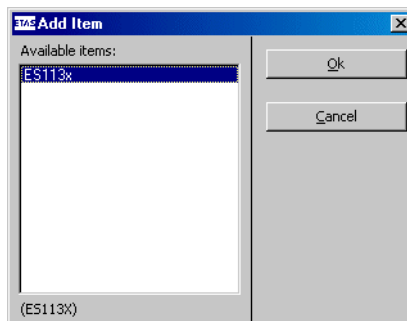 ETAS Add Item
Available items:
ES113x
Ok
Cancel
(ES113X)